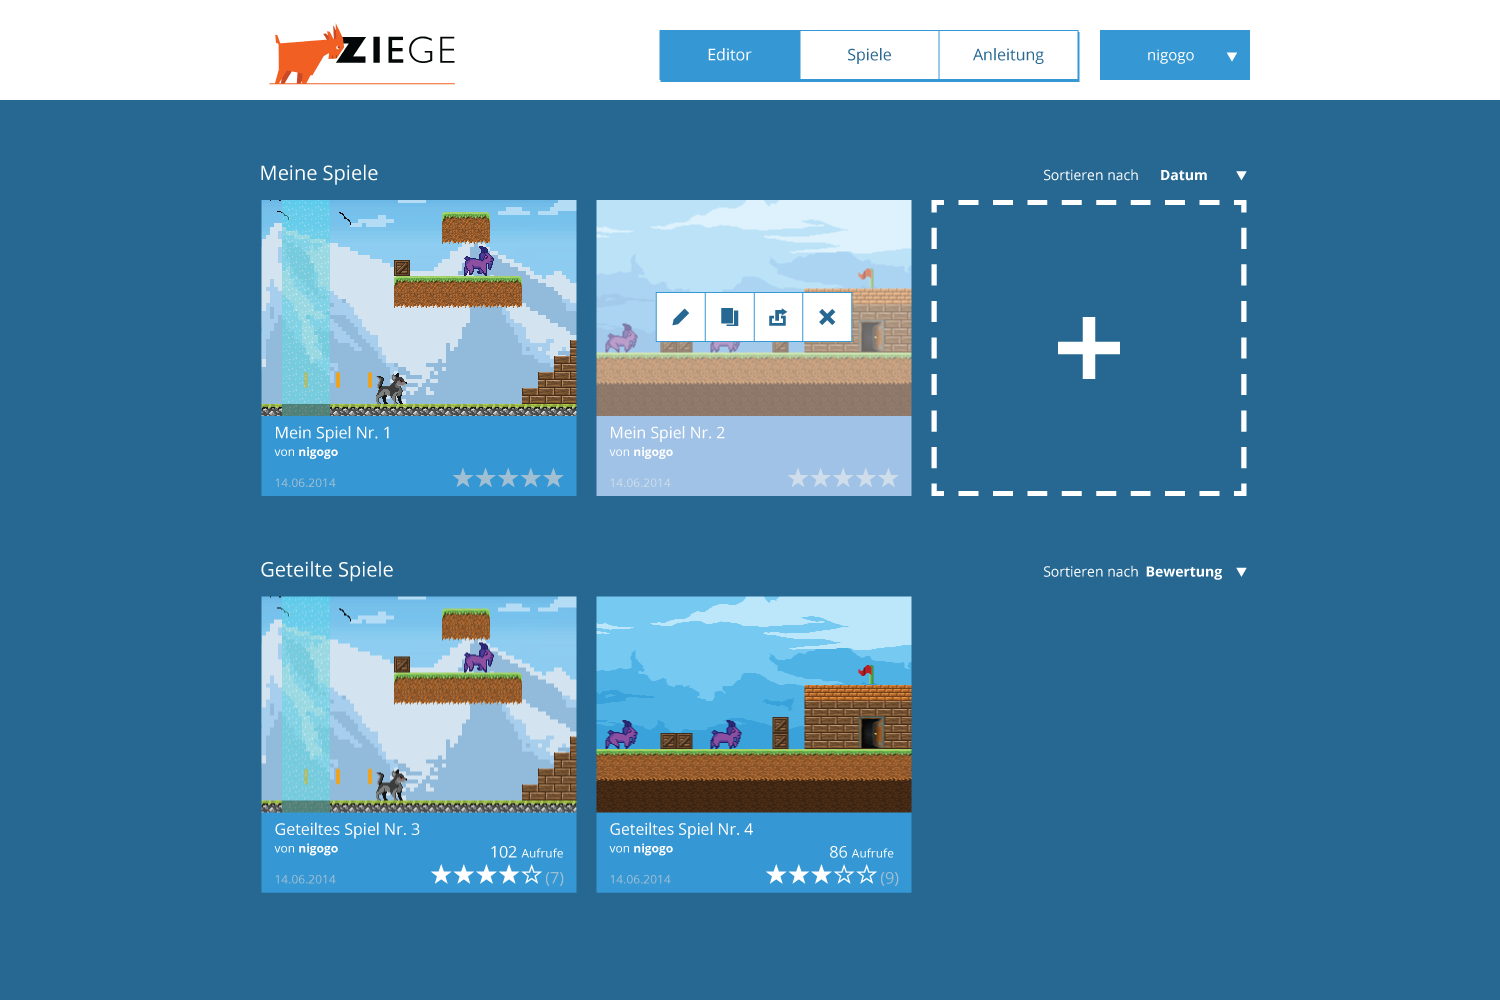 ZIEGE
Editor
Spiele
Anleitung
nigogo
Meine Spiele
Sortieren nach Datum
Mein Spiel Nr. 1
von nigogo
14.06.2014
Mein Spiel Nr. 2
von nigogo
14.06.2014
Geteilte Spiele
Sortieren nach Bewertung
Geteiltes Spiel Nr. 3
von nigogo
102 Aufrufe
14.06.2014
(7)
Geteiltes Spiel Nr. 4
von nigogo
86 Aufrufe
14.06.2014
(9)